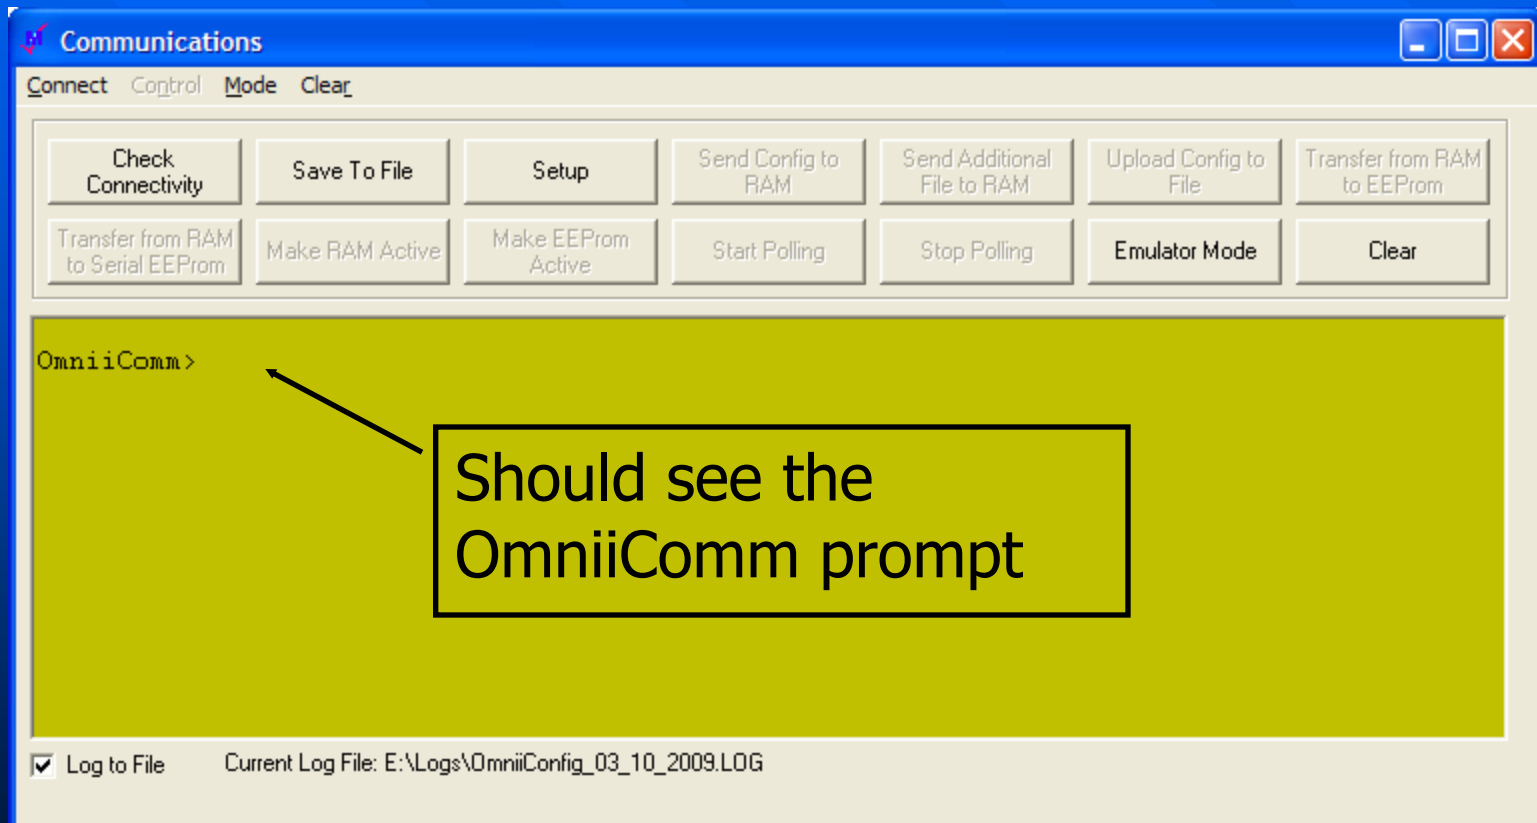 Communications
Connect Control Mode Clear
Check
Connectivity
Save To File
Setup
Send Config to
RAM
Send Additional
File to RAM
Upload Config to
File
Transfer from RAM
to EEProm
Transfer from RAM
to Serial EEProm
Make RAM Active
Make EEProm
Active
Start Polling
Stop Polling
Emulator Mode
Clear
OmniiComm>
Should see the
OmniiComm prompt
Log to File Current Log File: E:\Logs\OmniiConfig_03_10_2009.LOG